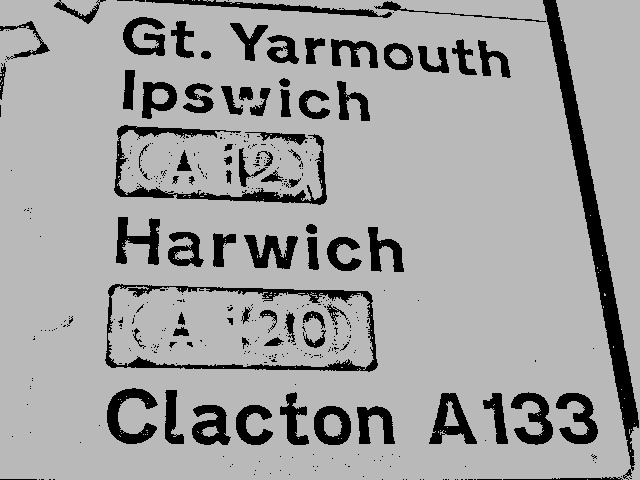 Gt. Yarmouth
Ipswich
A 12
Harwich
A 120
Clacton A133